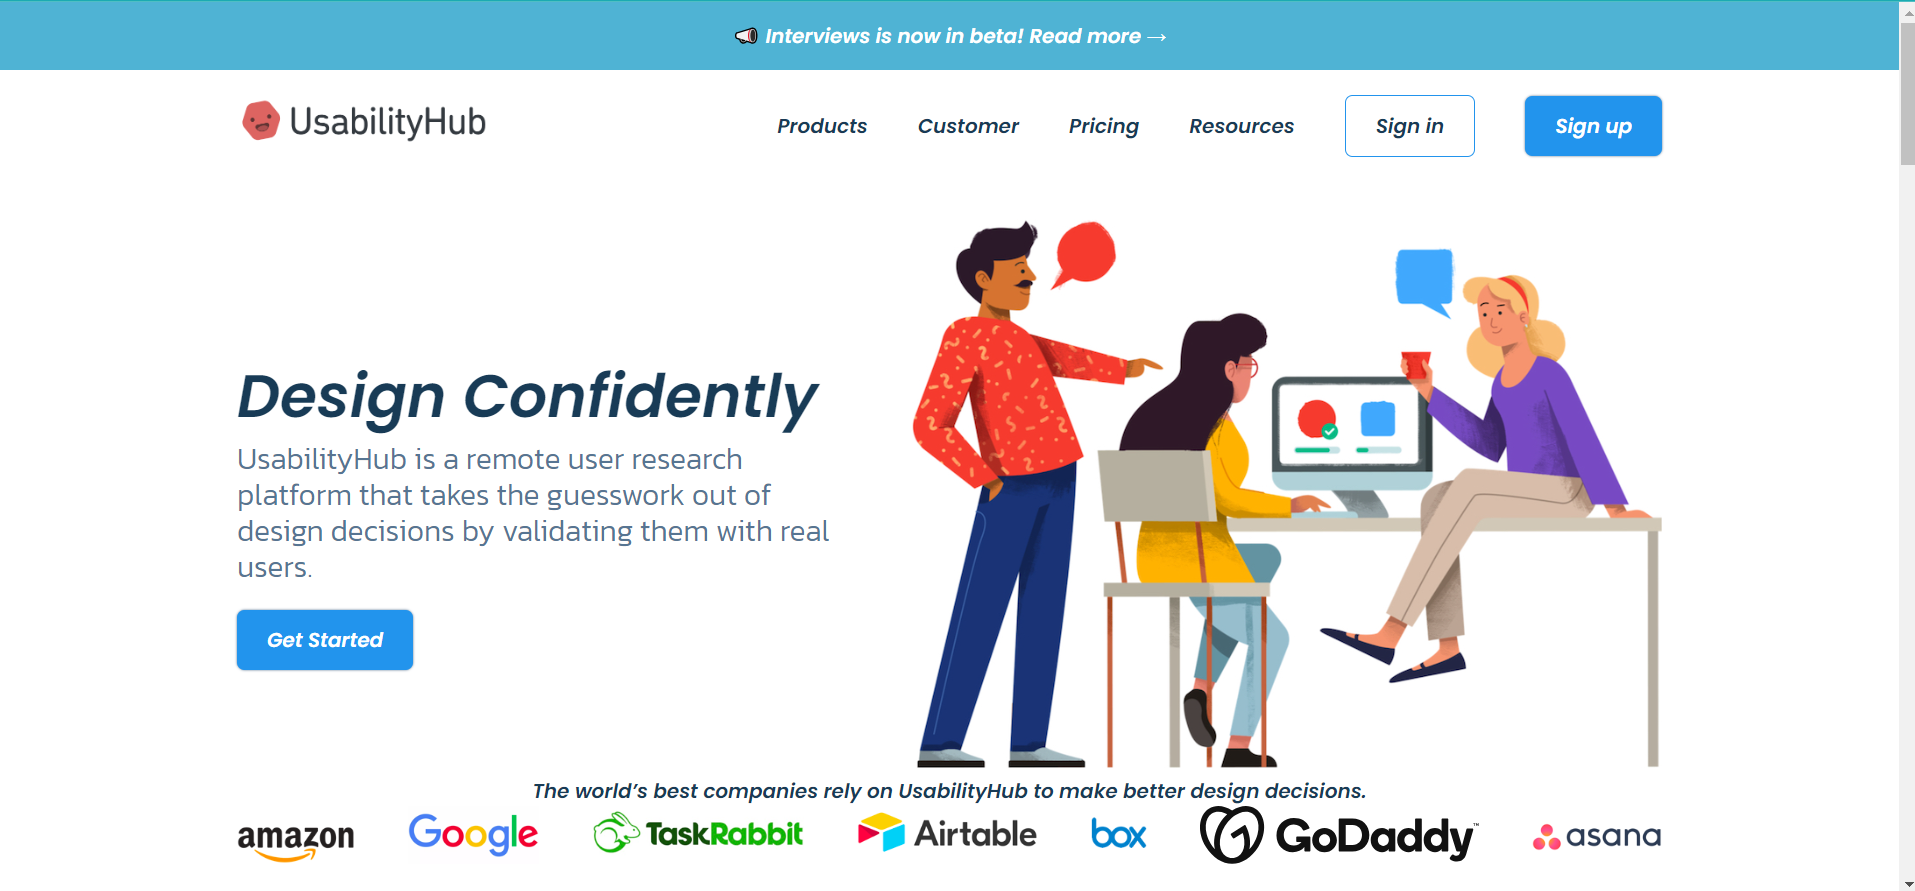 Interviews is now in beta! Read more →
UsabilityHub
Products
Customer
Pricing
Resources
Sign in
Sign up
Design Confidently
UsabilityHub is a remote user research
platform that takes the guesswork out of
design decisions by validating them with real
users.
Get Started
The world’s best companies rely on UsabilityHub to make better design decisions.
amazon
Google
TaskRabbit
Airtable
box
GoDaddy™
asana